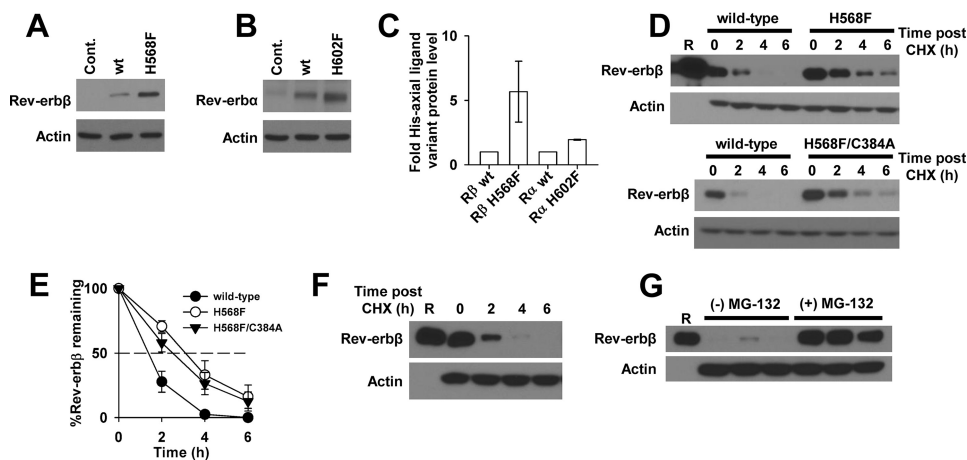 A
Cont.
wt
H568F
Rev-erbβ
Actin
B
Cont.
wt
H602F
Rev-erbα
Actin
C
Fold His-axial ligand
variant protein level
10
5
0
Rβ wt
Rβ H568F
Rα wt
Rα H602F
D
wild-type
H568F
Time post
CHX (h)
R 0 2 4 6 0 2 4 6
Rev-erbβ
Actin
wild-type
H568F/C384A
Time post
CHX (h)
0 2 4 6 0 2 4 6
Rev-erbβ
Actin
E
%Rev-erbβ remaining
100
50
0
wild-type
H568F
H568F/C384A
0 2 4 6
Time (h)
F
Time post
CHX (h)
R 0 2 4 6
Rev-erbβ
Actin
G
(-) MG-132
(+) MG-132
R
Rev-erbβ
Actin